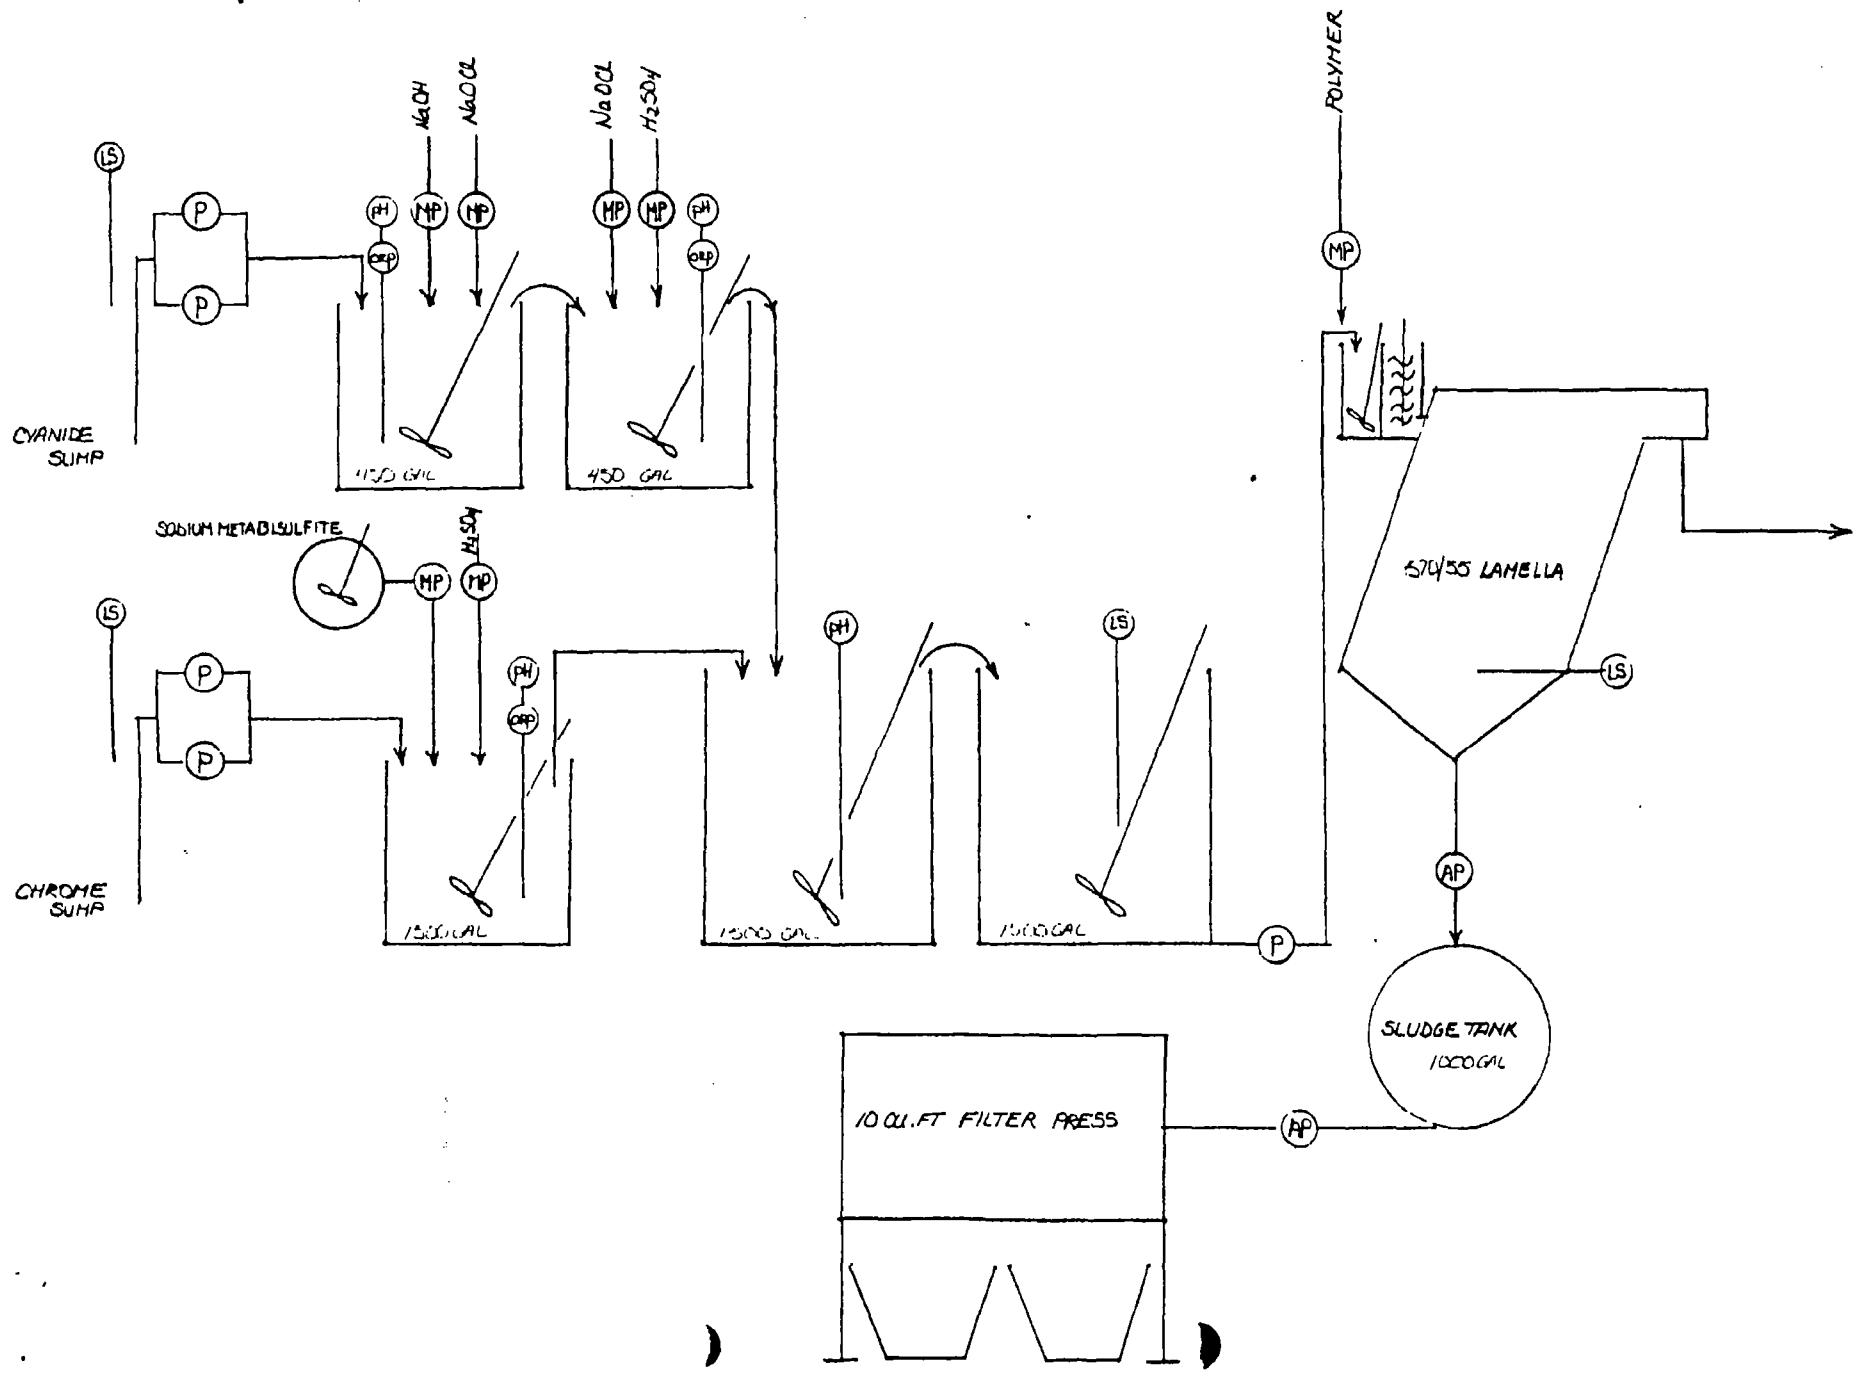 POLYMER
NaOH
NaOCl
NaOCl
H2SO4
LS
P
pH
MP
MP
MP
MP
pH
ORP
ORP
MP
P
CYANIDE
SUMP
450 GAL
450 GAL
SODIUM METABISULFITE
H2SO4
MP
MP
570/55 LAMELLA
LS
pH
LS
P
pH
LS
ORP
P
AP
CHROME
SUMP
1500 GAL
1500 GAL
1500 GAL
P
SLUDGE TANK
1000 GAL
10 CU.FT FILTER PRESS
AP